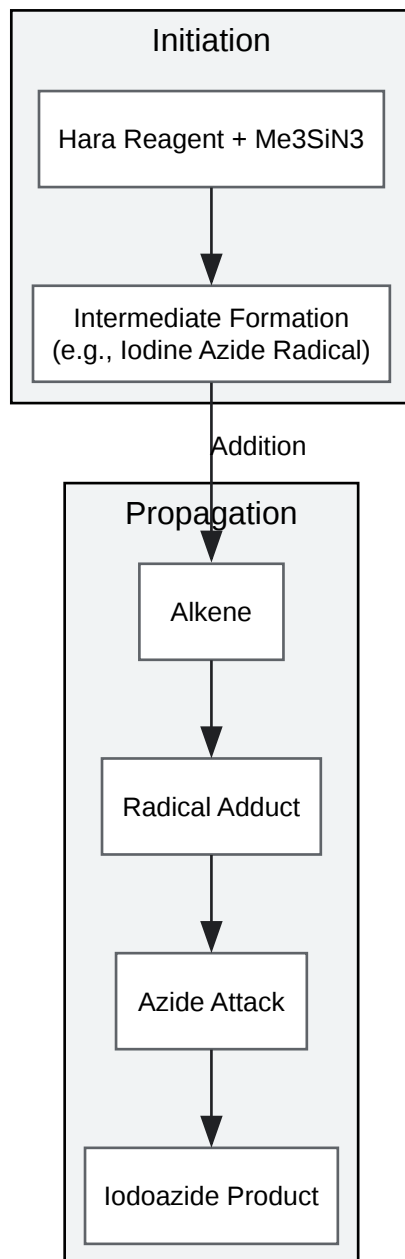 Initiation
Hara Reagent + Me3SiN3
Intermediate Formation
(e.g., Iodine Azide Radical)
Addition
Propagation
Alkene
Radical Adduct
Azide Attack
Iodoazide Product